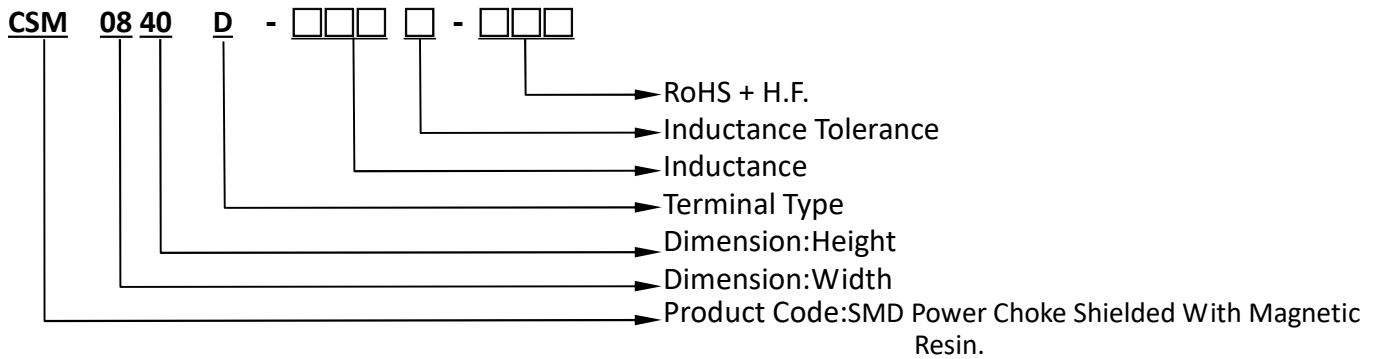 CSM 08 40 D - □□□ □ - □□□
RoHS + H.F.
Inductance Tolerance
Inductance
Terminal Type
Dimension:Height
Dimension:Width
Product Code:SMD Power Choke Shielded With Magnetic
Resin.